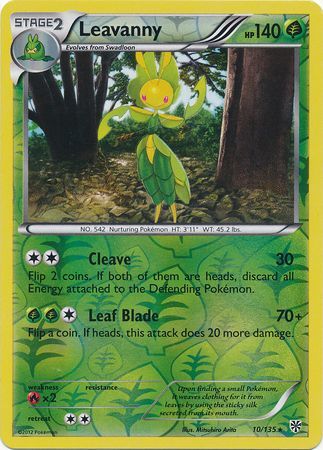 STAGE2
Leavanny
HP 140
Evolves from Swadloon
NO. 542 Nurturing Pokémon HT: 3'11" WT: 45.2 lbs.
Cleave 30
Flip 2 coins. If both of them are heads, discard all
Energy attached to the Defending Pokémon.
Leaf Blade 70+
Flip a coin. If heads, this attack does 20 more damage.
weakness resistance
×2
retreat
Upon finding a small Pokémon,
it weaves clothing for it from
leaves by using the sticky silk
secreted from its mouth.
©2012 Pokémon
Illus. Mitsuhiro Arita
10/135★